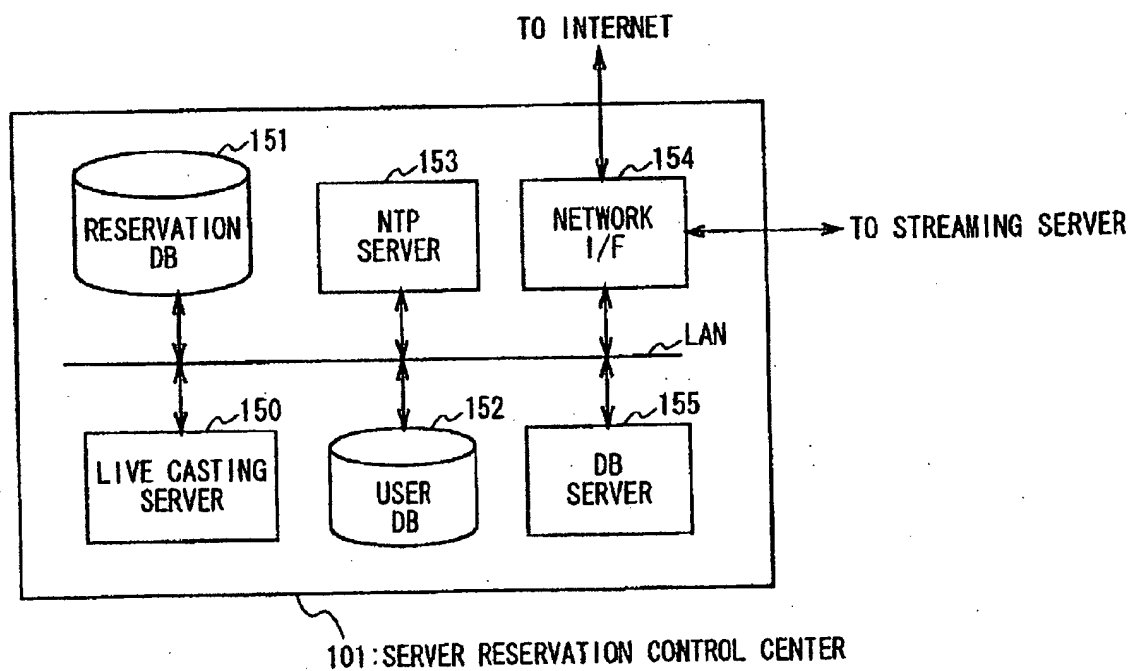 TO INTERNET
151
153
154
RESERVATION
DB
NTP
SERVER
NETWORK
I/F
TO STREAMING SERVER
LAN
150
152
155
LIVE CASTING
SERVER
USER
DB
DB
SERVER
101:SERVER RESERVATION CONTROL CENTER